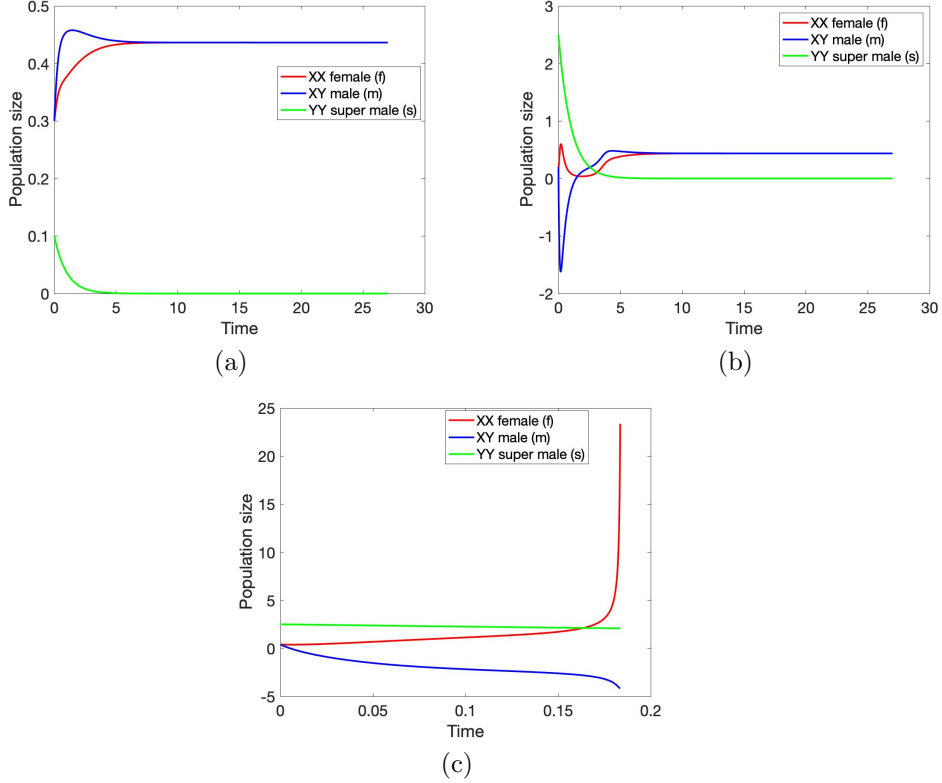 0.5
0.4
0.3
0.2
0.1
0
Population size
XX female (f)
XY male (m)
YY super male (s)
0 5 10 15 20 25 30
Time
(a)
3
2
1
0
-1
-2
Population size
XX female (f)
XY male (m)
YY super male (s)
0 5 10 15 20 25 30
Time
(b)
25
20
15
10
5
0
-5
Population size
XX female (f)
XY male (m)
YY super male (s)
0 0.05 0.1 0.15 0.2
Time
(c)